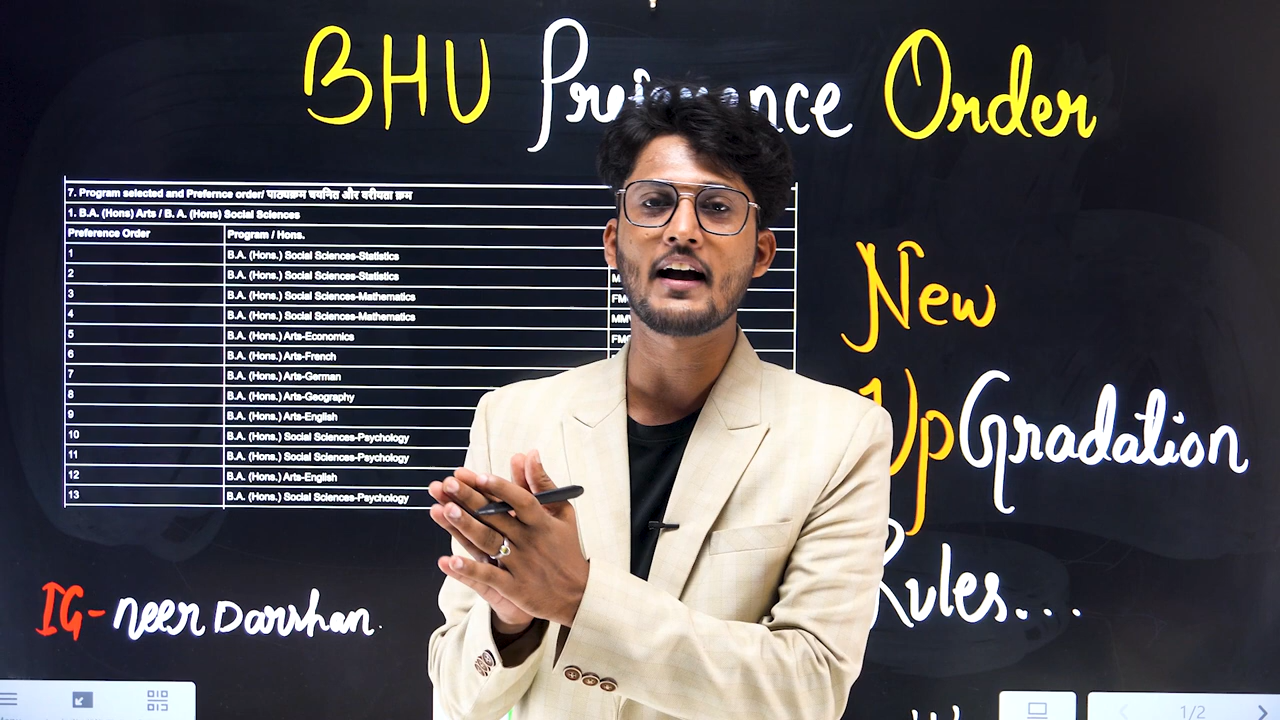 BHU Preference Order
7. Program selected and Prefernce order/ पाठ्यक्रम चयनित और वरीयता क्रम
1. B.A. (Hons) Arts / B. A. (Hons) Social Sciences
Preference Order Program / Hons.
1 B.A. (Hons.) Social Sciences-Statistics
2 B.A. (Hons.) Social Sciences-Statistics
3 B.A. (Hons.) Social Sciences-Mathematics
4 B.A. (Hons.) Social Sciences-Mathematics
5 B.A. (Hons.) Arts-Economics
6 B.A. (Hons.) Arts-French
7 B.A. (Hons.) Arts-German
8 B.A. (Hons.) Arts-Geography
9 B.A. (Hons.) Arts-English
10 B.A. (Hons.) Social Sciences-Psychology
11 B.A. (Hons.) Social Sciences-Psychology
12 B.A. (Hons.) Arts-English
13 B.A. (Hons.) Social Sciences-Psychology
New
UpGradation
Rules...
IG- neer Darshan.
1/2